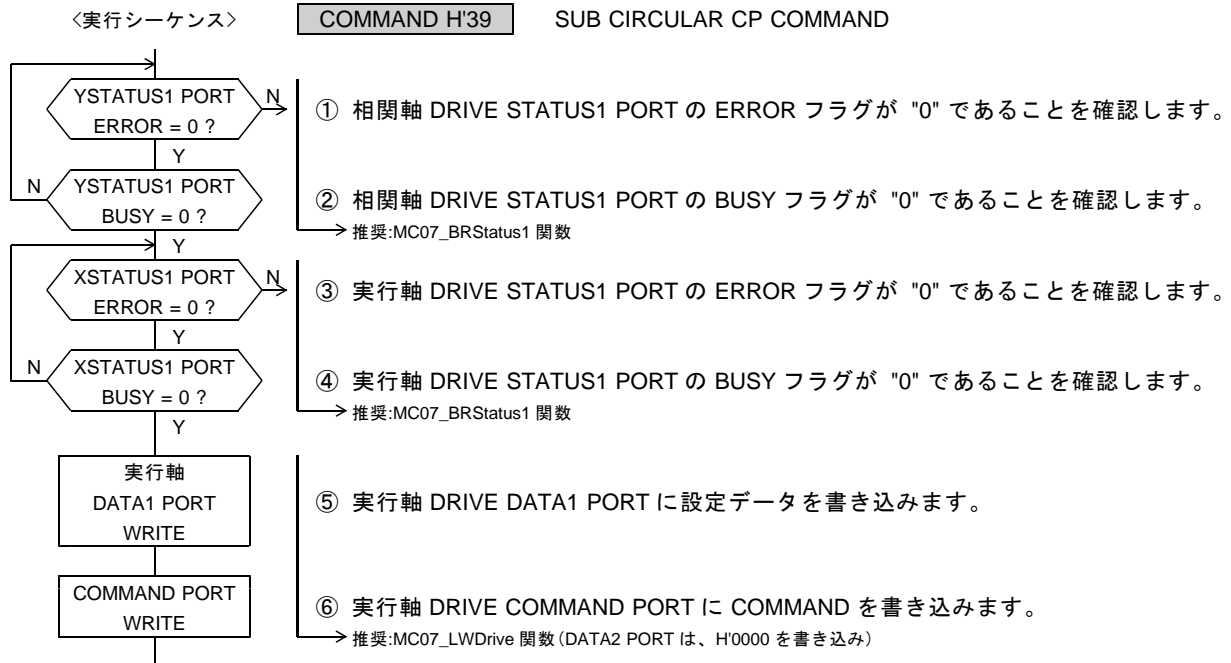 〈実行シーケンス〉 COMMAND H'39 SUB CIRCULAR CP COMMAND
YSTATUS1 PORT
ERROR = 0 ?
N
① 相関軸 DRIVE STATUS1 PORT の ERROR フラグが "0" であることを確認します。
Y
N
YSTATUS1 PORT
BUSY = 0 ?
② 相関軸 DRIVE STATUS1 PORT の BUSY フラグが "0" であることを確認します。
推奨:MC07_BRStatus1 関数
Y
XSTATUS1 PORT
ERROR = 0 ?
N
③ 実行軸 DRIVE STATUS1 PORT の ERROR フラグが "0" であることを確認します。
Y
N
XSTATUS1 PORT
BUSY = 0 ?
④ 実行軸 DRIVE STATUS1 PORT の BUSY フラグが "0" であることを確認します。
推奨:MC07_BRStatus1 関数
Y
実行軸
DATA1 PORT
WRITE
⑤ 実行軸 DRIVE DATA1 PORT に設定データを書き込みます。
COMMAND PORT
WRITE
⑥ 実行軸 DRIVE COMMAND PORT に COMMAND を書き込みます。
推奨:MC07_LWDrive 関数(DATA2 PORT は、H'0000 を書き込み)